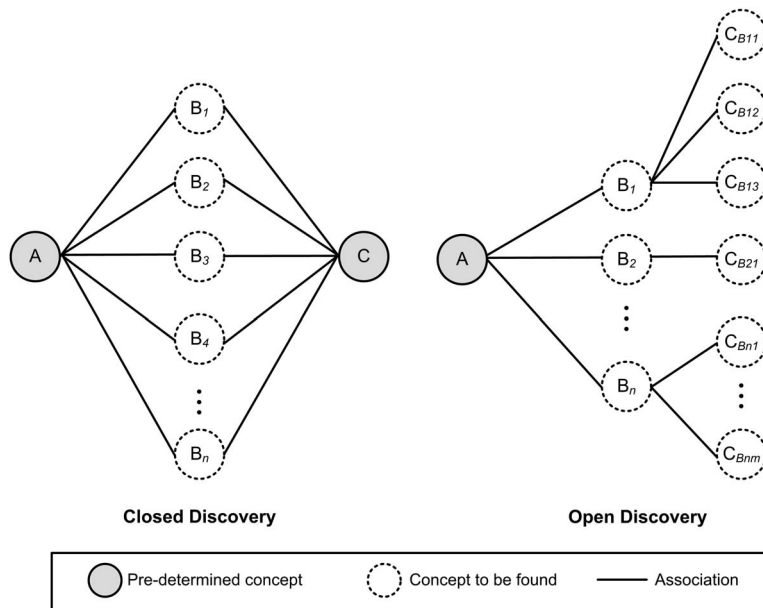 A
B1
B2
B3
B4
Bn
C
Closed Discovery
A
B1
B2
Bn
CB11
CB12
CB13
CB21
CBn1
CBnm
Open Discovery
Pre-determined concept
Concept to be found
Association